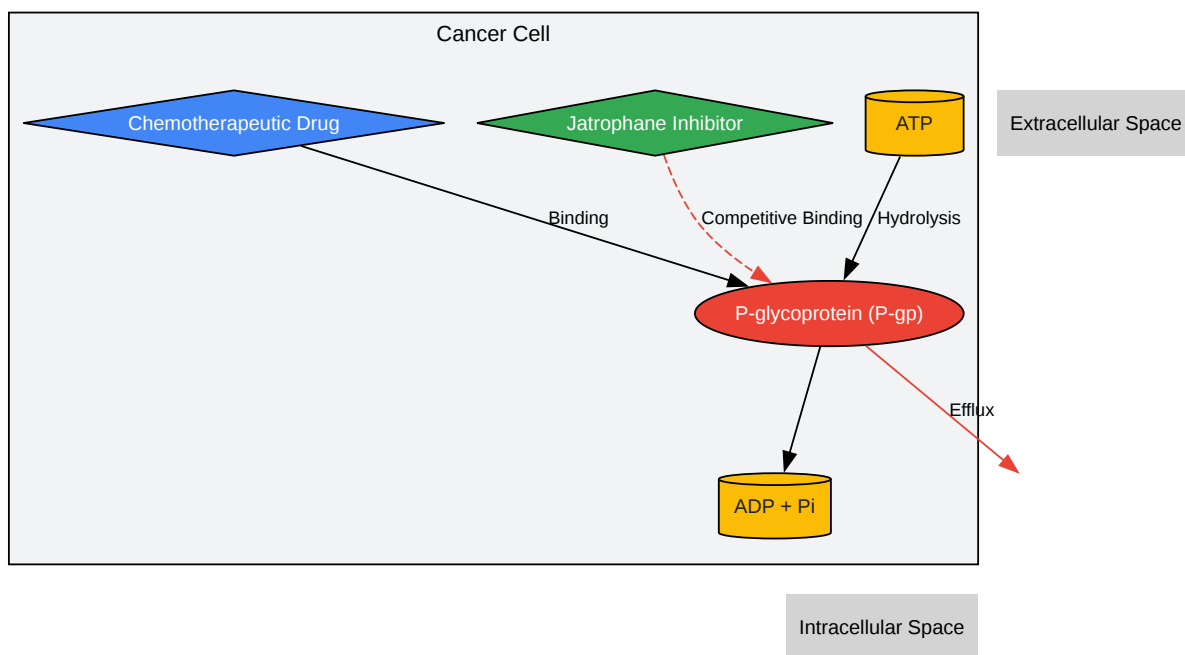 Cancer Cell
Chemotherapeutic Drug
Jatrophane Inhibitor
ATP
Extracellular Space
Binding
Competitive Binding
Hydrolysis
P-glycoprotein (P-gp)
Efflux
ADP + Pi
Intracellular Space